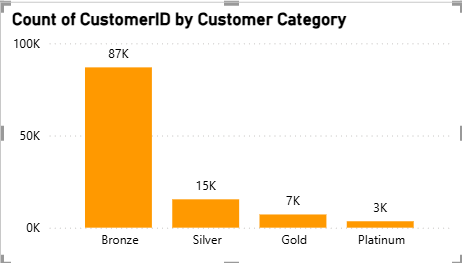 Count of CustomerID by Customer Category
100K
87K
50K
15K
7K
3K
0K
Bronze Silver Gold Platinum